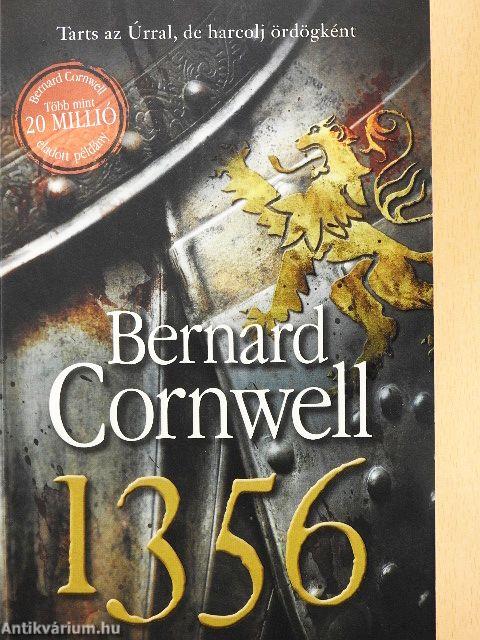 Tarts az Úrral, de harcolj ördögként
Bernard Cornwell
Több mint
20 MILLIÓ
eladott példány
Bernard
Cornwell
1356
Antikvárium.hu